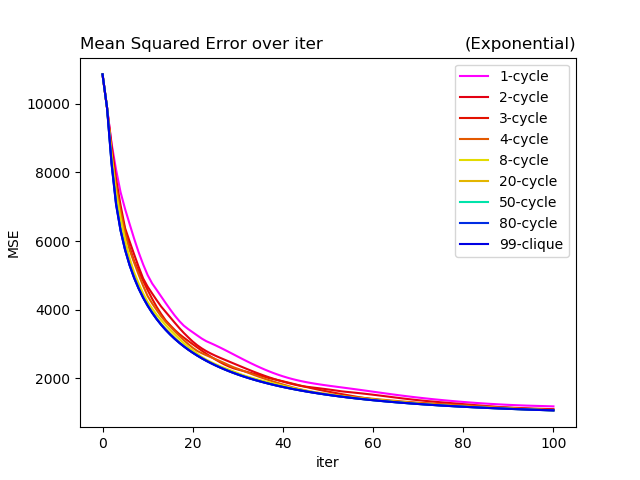 Mean Squared Error over iter (Exponential)
1-cycle
2-cycle
3-cycle
4-cycle
8-cycle
20-cycle
50-cycle
80-cycle
99-clique
MSE
10000
8000
6000
4000
2000
0 20 40 60 80 100
iter